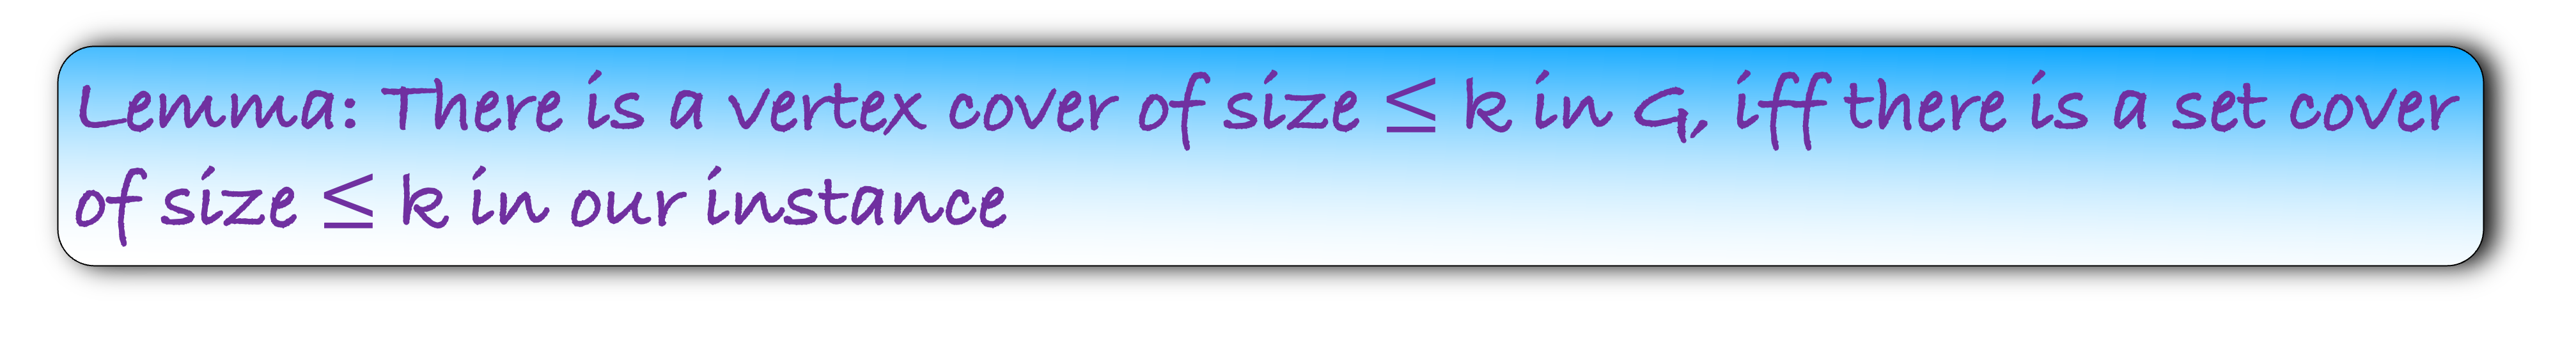 Lemma: There is a vertex cover of size ≤ k in G, iff there is a set cover
of size ≤ k in our instance